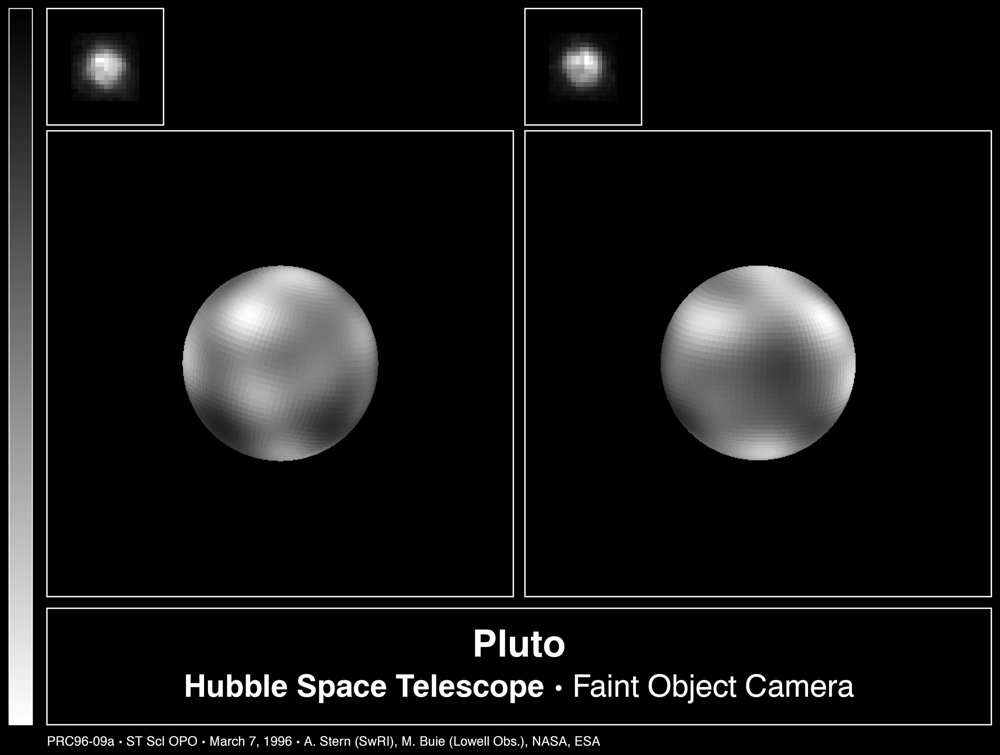 Pluto
Hubble Space Telescope • Faint Object Camera
PRC96-09a • ST ScI OPO • March 7, 1996 • A. Stern (SwRI), M. Buie (Lowell Obs.), NASA, ESA